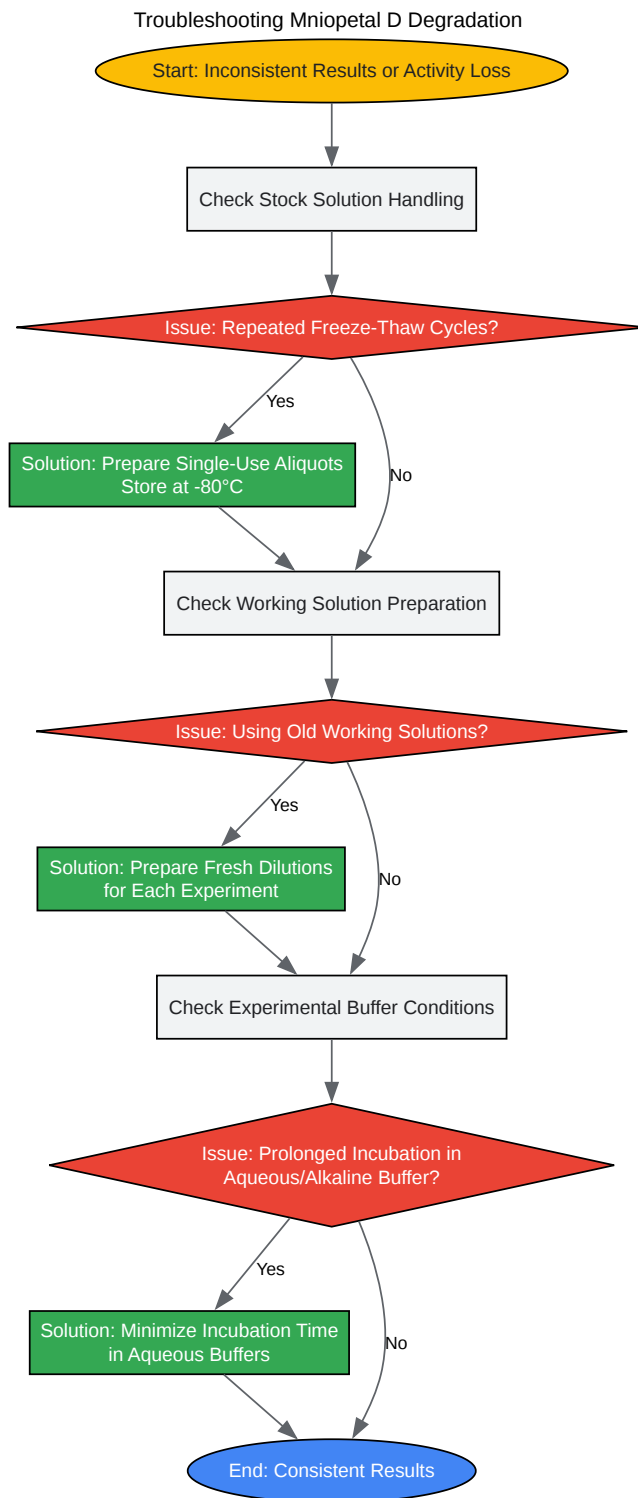 Troubleshooting Mniopetal D Degradation
Start: Inconsistent Results or Activity Loss
Check Stock Solution Handling
Issue: Repeated Freeze-Thaw Cycles?
Yes
Solution: Prepare Single-Use Aliquots
Store at -80°C
No
Check Working Solution Preparation
Issue: Using Old Working Solutions?
Yes
Solution: Prepare Fresh Dilutions
for Each Experiment
No
Check Experimental Buffer Conditions
Issue: Prolonged Incubation in
Aqueous/Alkaline Buffer?
Yes
Solution: Minimize Incubation Time
in Aqueous Buffers
No
End: Consistent Results